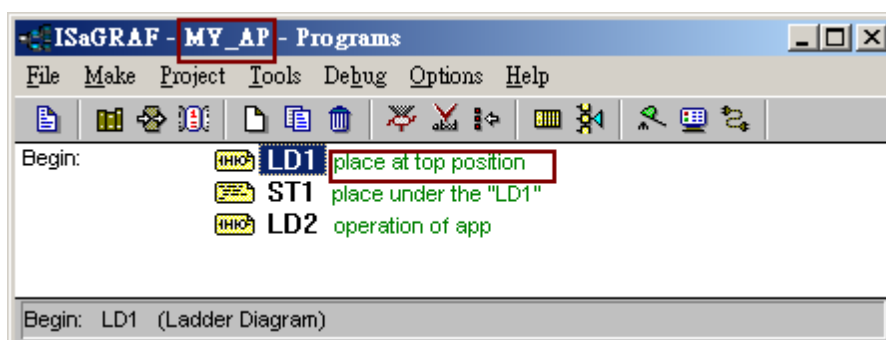 ISaGRAF - MY_AP - Programs
File Make Project Tools Debug Options Help
Begin: LD1 place at top position
ST1 place under the "LD1"
LD2 operation of app
Begin: LD1 (Ladder Diagram)